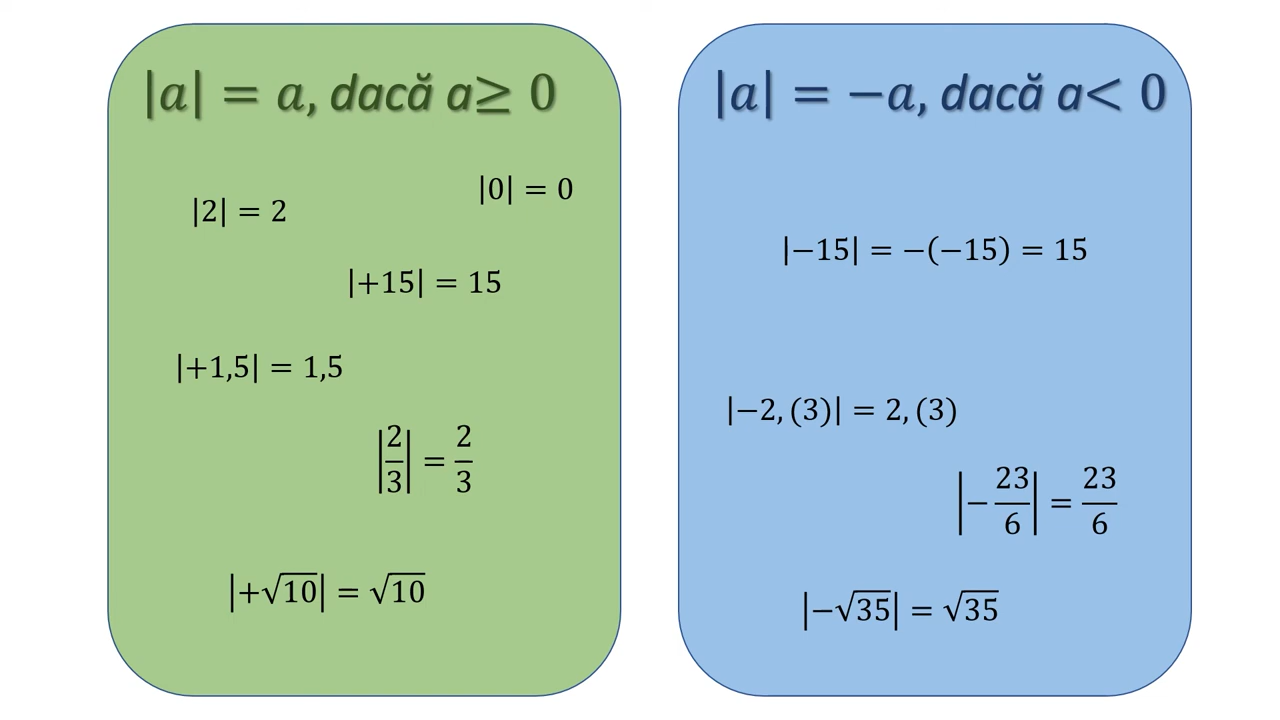 |a| = a, dacă a≥ 0
|2| = 2
|0| = 0
|+15| = 15
|+1,5| = 1,5
|2/3| = 2/3
|+√10| = √10
|a| = −a, dacă a< 0
|−15| = −(−15) = 15
|−2, (3)| = 2, (3)
|− 23/6| = 23/6
|−√35| = √35